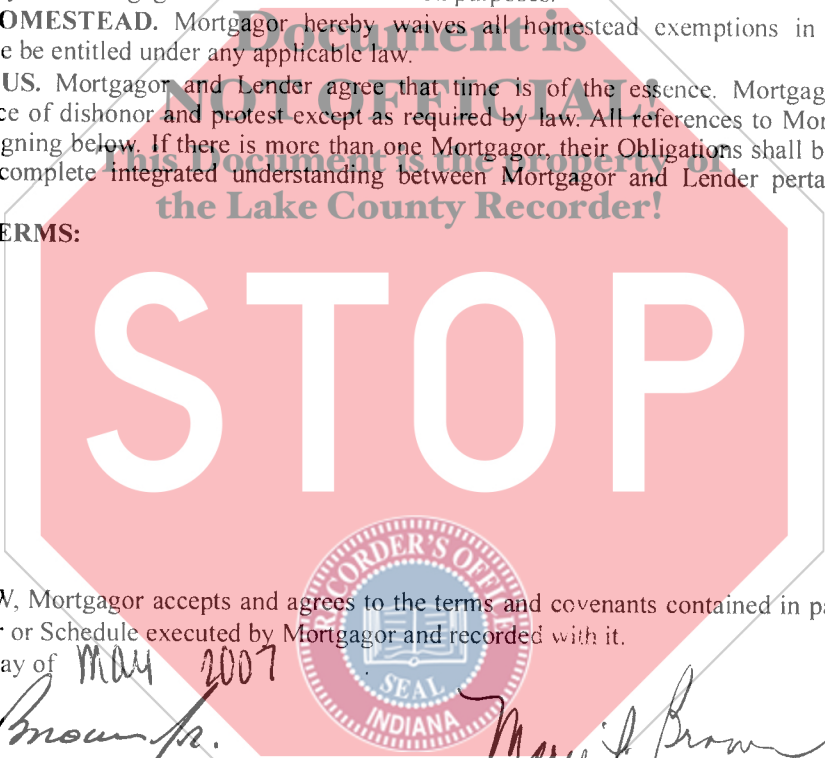 purposes.
OMESTEAD. Mortgagor hereby waives all homestead exemptions in
e be entitled under any applicable law.
US. Mortgagor and Lender agree that time is of the essence. Mortgag
ce of dishonor and protest except as required by law. All references to Mor
gning below. If there is more than one Mortgagor, their Obligations shall b
complete integrated understanding between Mortgagor and Lender perta
Document is
NOT OFFICIAL!
This Document is the property of
the Lake County Recorder!
ERMS:
STOP
RECORDER'S OFFICE
SEAL
INDIANA
W, Mortgagor accepts and agrees to the terms and covenants contained in pa
r or Schedule executed by Mortgagor and recorded with it.
ay of MAY 2007
Brown Jr.
Brown